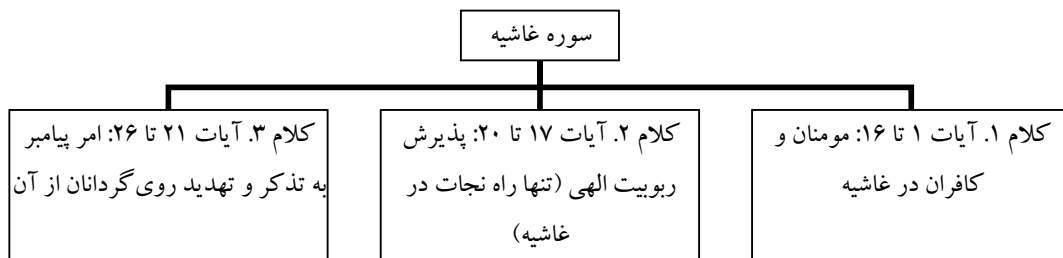 سوره غاشیه
کلام ۱. آیات ۱ تا ۱۶: مومنان و
کافران در غاشیه
کلام ۲. آیات ۱۷ تا ۲۰: پذیرش
ربوبیت الهی (تنها راه نجات در
غاشیه)
کلام ۳. آیات ۲۱ تا ۲۶: امر پیامبر
به تذکر و تهدید روی‌گردانان از آن